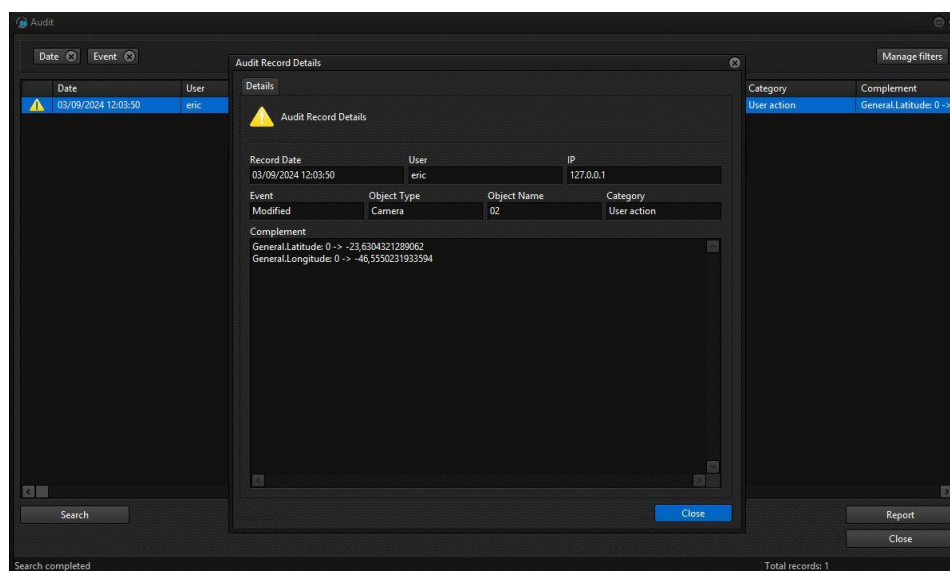 Audit
Date Event Manage filters
Date User Category Complement
03/09/2024 12:03:50 eric User action General.Latitude: 0 ->
Audit Record Details
Details
Audit Record Details
Record Date User IP
03/09/2024 12:03:50 eric 127.0.0.1
Event Object Type Object Name Category
Modified Camera 02 User action
Complement
General.Latitude: 0 -> -23,6304321289062
General.Longitude: 0 -> -46,5550231933594
Close
Search Report
Close
Search completed Total records: 1